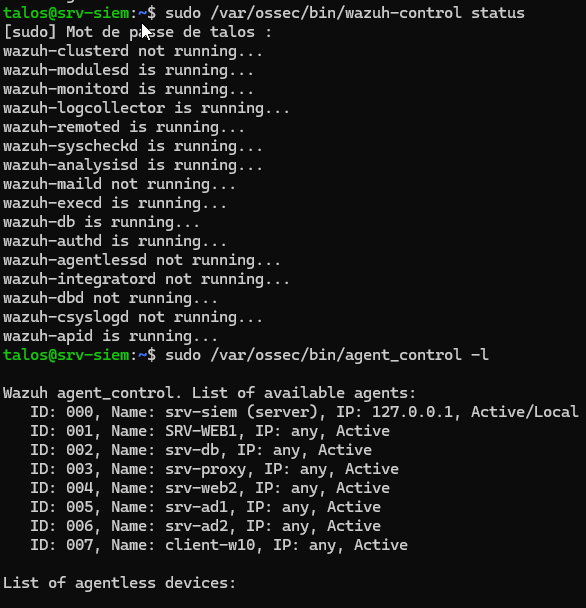 talos@srv-siem:~$ sudo /var/ossec/bin/wazuh-control status
[sudo] Mot de passe de talos :
wazuh-clusterd not running...
wazuh-modulesd is running...
wazuh-monitord is running...
wazuh-logcollector is running...
wazuh-remoted is running...
wazuh-syscheckd is running...
wazuh-analysisd is running...
wazuh-maild not running...
wazuh-execd is running...
wazuh-db is running...
wazuh-authd is running...
wazuh-agentlessd not running...
wazuh-integratord not running...
wazuh-dbd not running...
wazuh-csyslogd not running...
wazuh-apid is running...
talos@srv-siem:~$ sudo /var/ossec/bin/agent_control -l
Wazuh agent_control. List of available agents:
ID: 000, Name: srv-siem (server), IP: 127.0.0.1, Active/Local
ID: 001, Name: SRV-WEB1, IP: any, Active
ID: 002, Name: srv-db, IP: any, Active
ID: 003, Name: srv-proxy, IP: any, Active
ID: 004, Name: srv-web2, IP: any, Active
ID: 005, Name: srv-ad1, IP: any, Active
ID: 006, Name: srv-ad2, IP: any, Active
ID: 007, Name: client-w10, IP: any, Active
List of agentless devices: